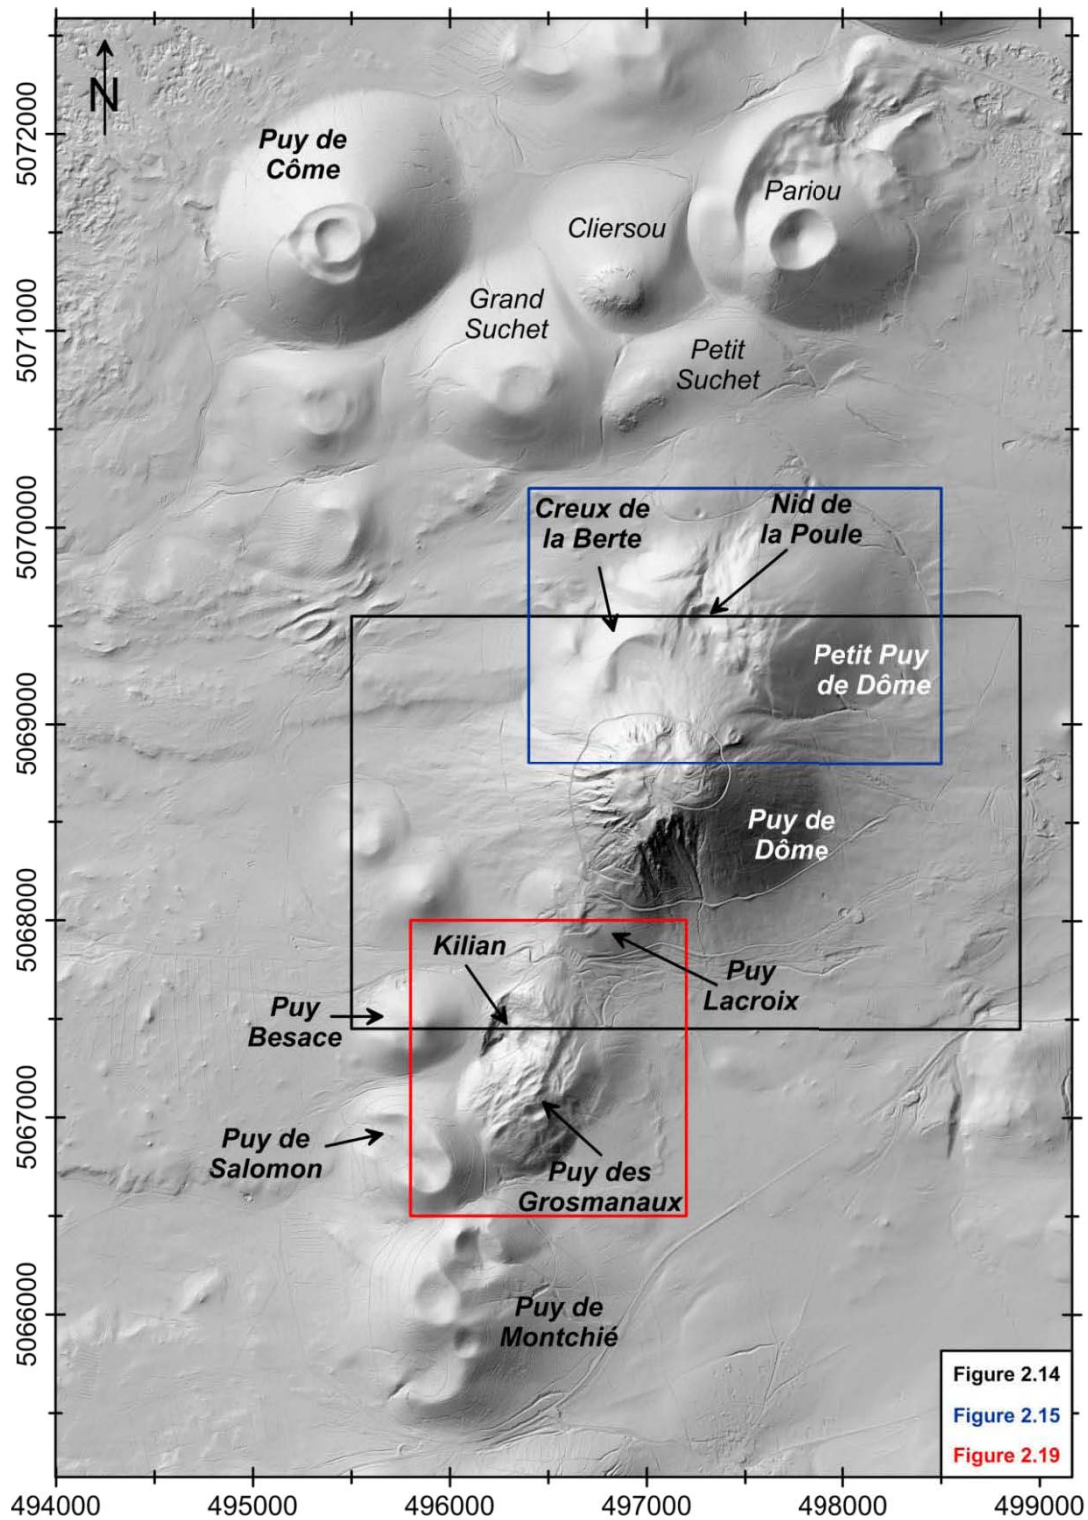 N
5072000
5071000
5070000
5069000
5068000
5067000
5066000
Puy de
Côme
Pariou
Cliersou
Grand
Suchet
Petit
Suchet
Creux de
la Berte
Nid de
la Poule
Petit Puy
de Dôme
Puy de
Dôme
Kilian
Puy
Lacroix
Puy
Besace
Puy de
Salomon
Puy des
Grosmanaux
Puy de
Montchié
Figure 2.14
Figure 2.15
Figure 2.19
494000
495000
496000
497000
498000
499000